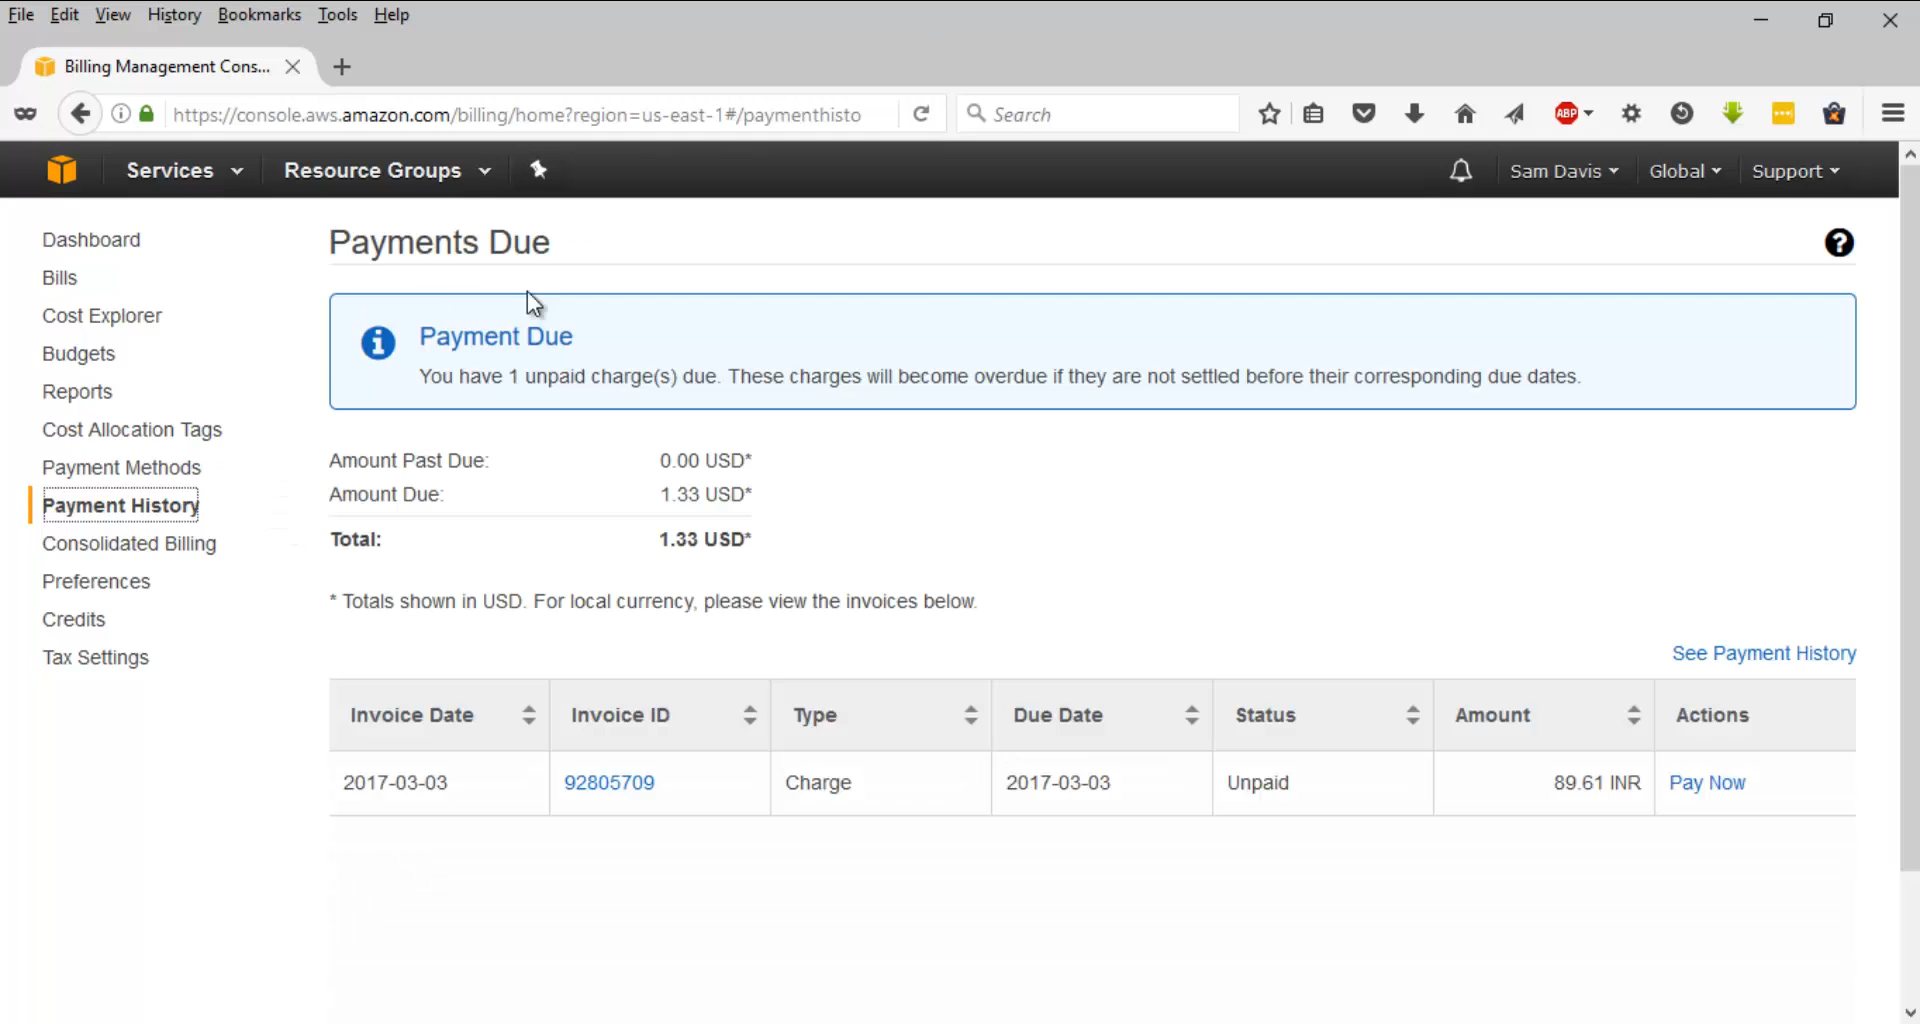 File Edit View History Bookmarks Tools Help
Billing Management Cons...
https://console.aws.amazon.com/billing/home?region=us-east-1#/paymenthisto
Search
ABP
Services
Resource Groups
Sam Davis
Global
Support
Dashboard
Bills
Cost Explorer
Budgets
Reports
Cost Allocation Tags
Payment Methods
Payment History
Consolidated Billing
Preferences
Credits
Tax Settings
Payments Due
Payment Due
You have 1 unpaid charge(s) due. These charges will become overdue if they are not settled before their corresponding due dates.
Amount Past Due: 0.00 USD*
Amount Due: 1.33 USD*
Total: 1.33 USD*
* Totals shown in USD. For local currency, please view the invoices below.
See Payment History
Invoice Date Invoice ID Type Due Date Status Amount Actions
2017-03-03 92805709 Charge 2017-03-03 Unpaid 89.61 INR Pay Now